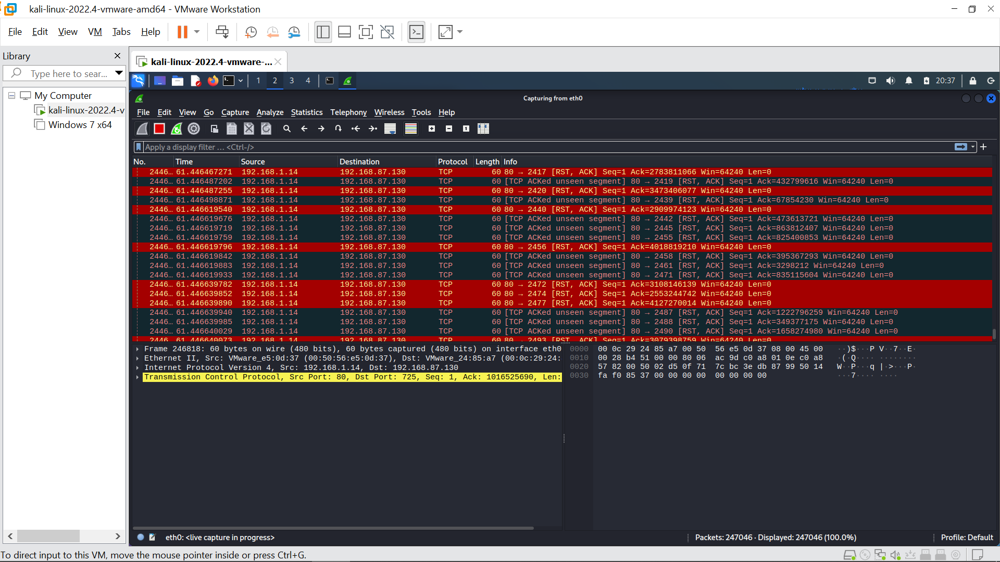 kali-linux-2022.4-vmware-amd64 - VMware Workstation
File Edit View VM Tabs Help
Library
Type here to sear...
My Computer
kali-linux-2022.4-v
Windows 7 x64
kali-linux-2022.4-vmware-...
1 2 3 4
20:37
Capturing from eth0
File Edit View Go Capture Analyze Statistics Telephony Wireless Tools Help
Apply a display filter … <Ctrl-/>
No. Time Source Destination Protocol Length Info
2446… 61.446467271 192.168.1.14 192.168.87.130 TCP 60 80 → 2417 [RST, ACK] Seq=1 Ack=2783811066 Win=64240 Len=0
2446… 61.446487202 192.168.1.14 192.168.87.130 TCP 60 [TCP ACKed unseen segment] 80 → 2419 [RST, ACK] Seq=1 Ack=432799616 Win=64240 Len=0
2446… 61.446487255 192.168.1.14 192.168.87.130 TCP 60 80 → 2420 [RST, ACK] Seq=1 Ack=3473406077 Win=64240 Len=0
2446… 61.446498871 192.168.1.14 192.168.87.130 TCP 60 [TCP ACKed unseen segment] 80 → 2439 [RST, ACK] Seq=1 Ack=67854230 Win=64240 Len=0
2446… 61.446619540 192.168.1.14 192.168.87.130 TCP 60 80 → 2440 [RST, ACK] Seq=1 Ack=2909974123 Win=64240 Len=0
2446… 61.446619676 192.168.1.14 192.168.87.130 TCP 60 [TCP ACKed unseen segment] 80 → 2442 [RST, ACK] Seq=1 Ack=473613721 Win=64240 Len=0
2446… 61.446619719 192.168.1.14 192.168.87.130 TCP 60 [TCP ACKed unseen segment] 80 → 2445 [RST, ACK] Seq=1 Ack=863812407 Win=64240 Len=0
2446… 61.446619759 192.168.1.14 192.168.87.130 TCP 60 [TCP ACKed unseen segment] 80 → 2455 [RST, ACK] Seq=1 Ack=825400853 Win=64240 Len=0
2446… 61.446619796 192.168.1.14 192.168.87.130 TCP 60 80 → 2456 [RST, ACK] Seq=1 Ack=4018819210 Win=64240 Len=0
2446… 61.446619842 192.168.1.14 192.168.87.130 TCP 60 [TCP ACKed unseen segment] 80 → 2458 [RST, ACK] Seq=1 Ack=395367293 Win=64240 Len=0
2446… 61.446619883 192.168.1.14 192.168.87.130 TCP 60 [TCP ACKed unseen segment] 80 → 2461 [RST, ACK] Seq=1 Ack=3298212 Win=64240 Len=0
2446… 61.446619933 192.168.1.14 192.168.87.130 TCP 60 [TCP ACKed unseen segment] 80 → 2471 [RST, ACK] Seq=1 Ack=835115604 Win=64240 Len=0
2446… 61.446639782 192.168.1.14 192.168.87.130 TCP 60 80 → 2472 [RST, ACK] Seq=1 Ack=3108146139 Win=64240 Len=0
2446… 61.446639852 192.168.1.14 192.168.87.130 TCP 60 80 → 2474 [RST, ACK] Seq=1 Ack=2553244742 Win=64240 Len=0
2446… 61.446639890 192.168.1.14 192.168.87.130 TCP 60 80 → 2477 [RST, ACK] Seq=1 Ack=4127270014 Win=64240 Len=0
2446… 61.446639940 192.168.1.14 192.168.87.130 TCP 60 [TCP ACKed unseen segment] 80 → 2487 [RST, ACK] Seq=1 Ack=1222796259 Win=64240 Len=0
2446… 61.446639985 192.168.1.14 192.168.87.130 TCP 60 [TCP ACKed unseen segment] 80 → 2488 [RST, ACK] Seq=1 Ack=349377175 Win=64240 Len=0
2446… 61.446640029 192.168.1.14 192.168.87.130 TCP 60 [TCP ACKed unseen segment] 80 → 2490 [RST, ACK] Seq=1 Ack=1658274980 Win=64240 Len=0
2446… 61.446640073 192.168.1.14 192.168.87.130 TCP 60 80 → 2493 [RST, ACK] Seq=1 Ack=3079398759 Win=64240 Len=0
Frame 246818: 60 bytes on wire (480 bits), 60 bytes captured (480 bits) on interface eth0
Ethernet II, Src: VMware_e5:0d:37 (00:50:56:e5:0d:37), Dst: VMware_24:85:a7 (00:0c:29:24:
Internet Protocol Version 4, Src: 192.168.1.14, Dst: 192.168.87.130
Transmission Control Protocol, Src Port: 80, Dst Port: 725, Seq: 1, Ack: 1016525690, Len:
0000 00 0c 29 24 85 a7 00 50 56 e5 0d 37 08 00 45 00 ··)$···P V··7··E·
0010 00 28 b4 51 00 00 80 06 ac 9d c0 a8 01 0e c0 a8 ·(·Q···· ········
0020 57 82 00 50 02 d5 0f 71 7c bc 3e db 87 99 50 14 W··P···q |·>···P·
0030 fa f0 85 37 00 00 00 00 00 00 00 00 ···7···· ····
eth0: <live capture in progress>
Packets: 247046 · Displayed: 247046 (100.0%)
Profile: Default
To direct input to this VM, move the mouse pointer inside or press Ctrl+G.